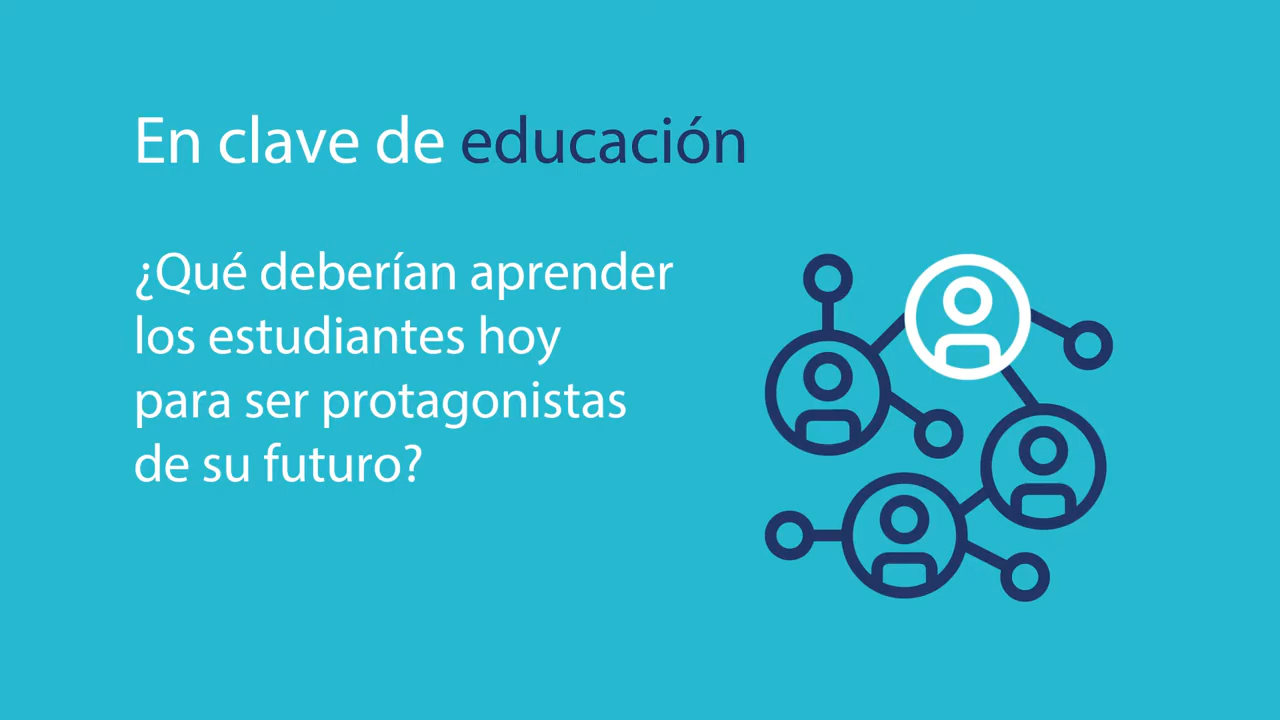 En clave de educación
¿Qué deberían aprender
los estudiantes hoy
para ser protagonistas
de su futuro?